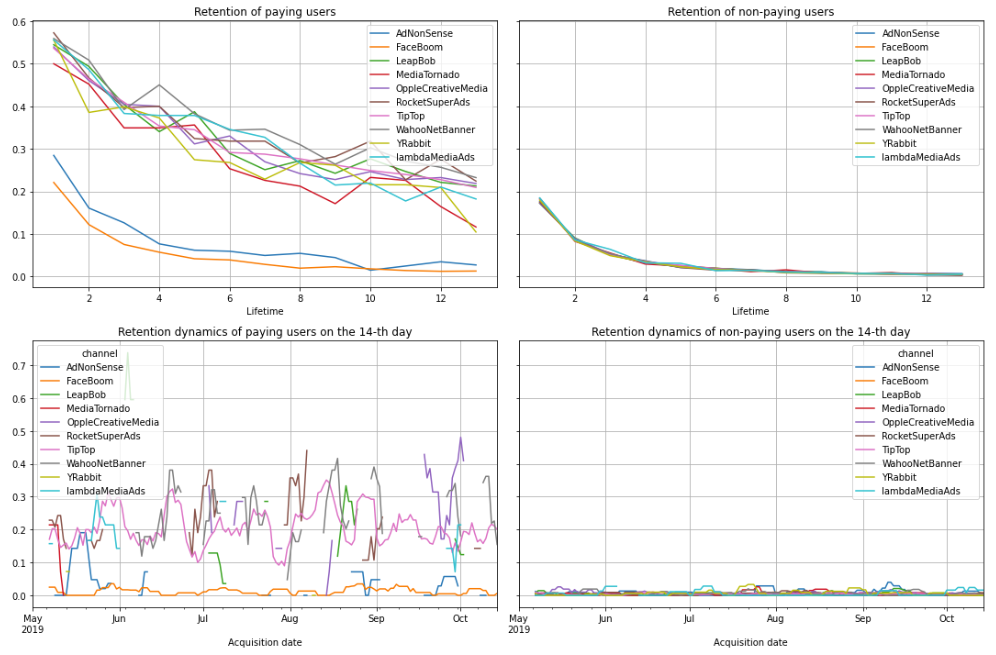 Retention of paying users
0.6
0.5
0.4
0.3
0.2
0.1
0.0
2 4 6 8 10 12
Lifetime
AdNonSense
FaceBoom
LeapBob
MediaTornado
OppleCreativeMedia
RocketSuperAds
TipTop
WahooNetBanner
YRabbit
lambdaMediaAds
Retention of non-paying users
2 4 6 8 10 12
Lifetime
AdNonSense
FaceBoom
LeapBob
MediaTornado
OppleCreativeMedia
RocketSuperAds
TipTop
WahooNetBanner
YRabbit
lambdaMediaAds
Retention dynamics of paying users on the 14-th day
0.7
0.6
0.5
0.4
0.3
0.2
0.1
0.0
channel
AdNonSense
FaceBoom
LeapBob
MediaTornado
OppleCreativeMedia
RocketSuperAds
TipTop
WahooNetBanner
YRabbit
lambdaMediaAds
May Jun Jul Aug Sep Oct
2019
Acquisition date
Retention dynamics of non-paying users on the 14-th day
channel
AdNonSense
FaceBoom
LeapBob
MediaTornado
OppleCreativeMedia
RocketSuperAds
TipTop
WahooNetBanner
YRabbit
lambdaMediaAds
May Jun Jul Aug Sep Oct
2019
Acquisition date